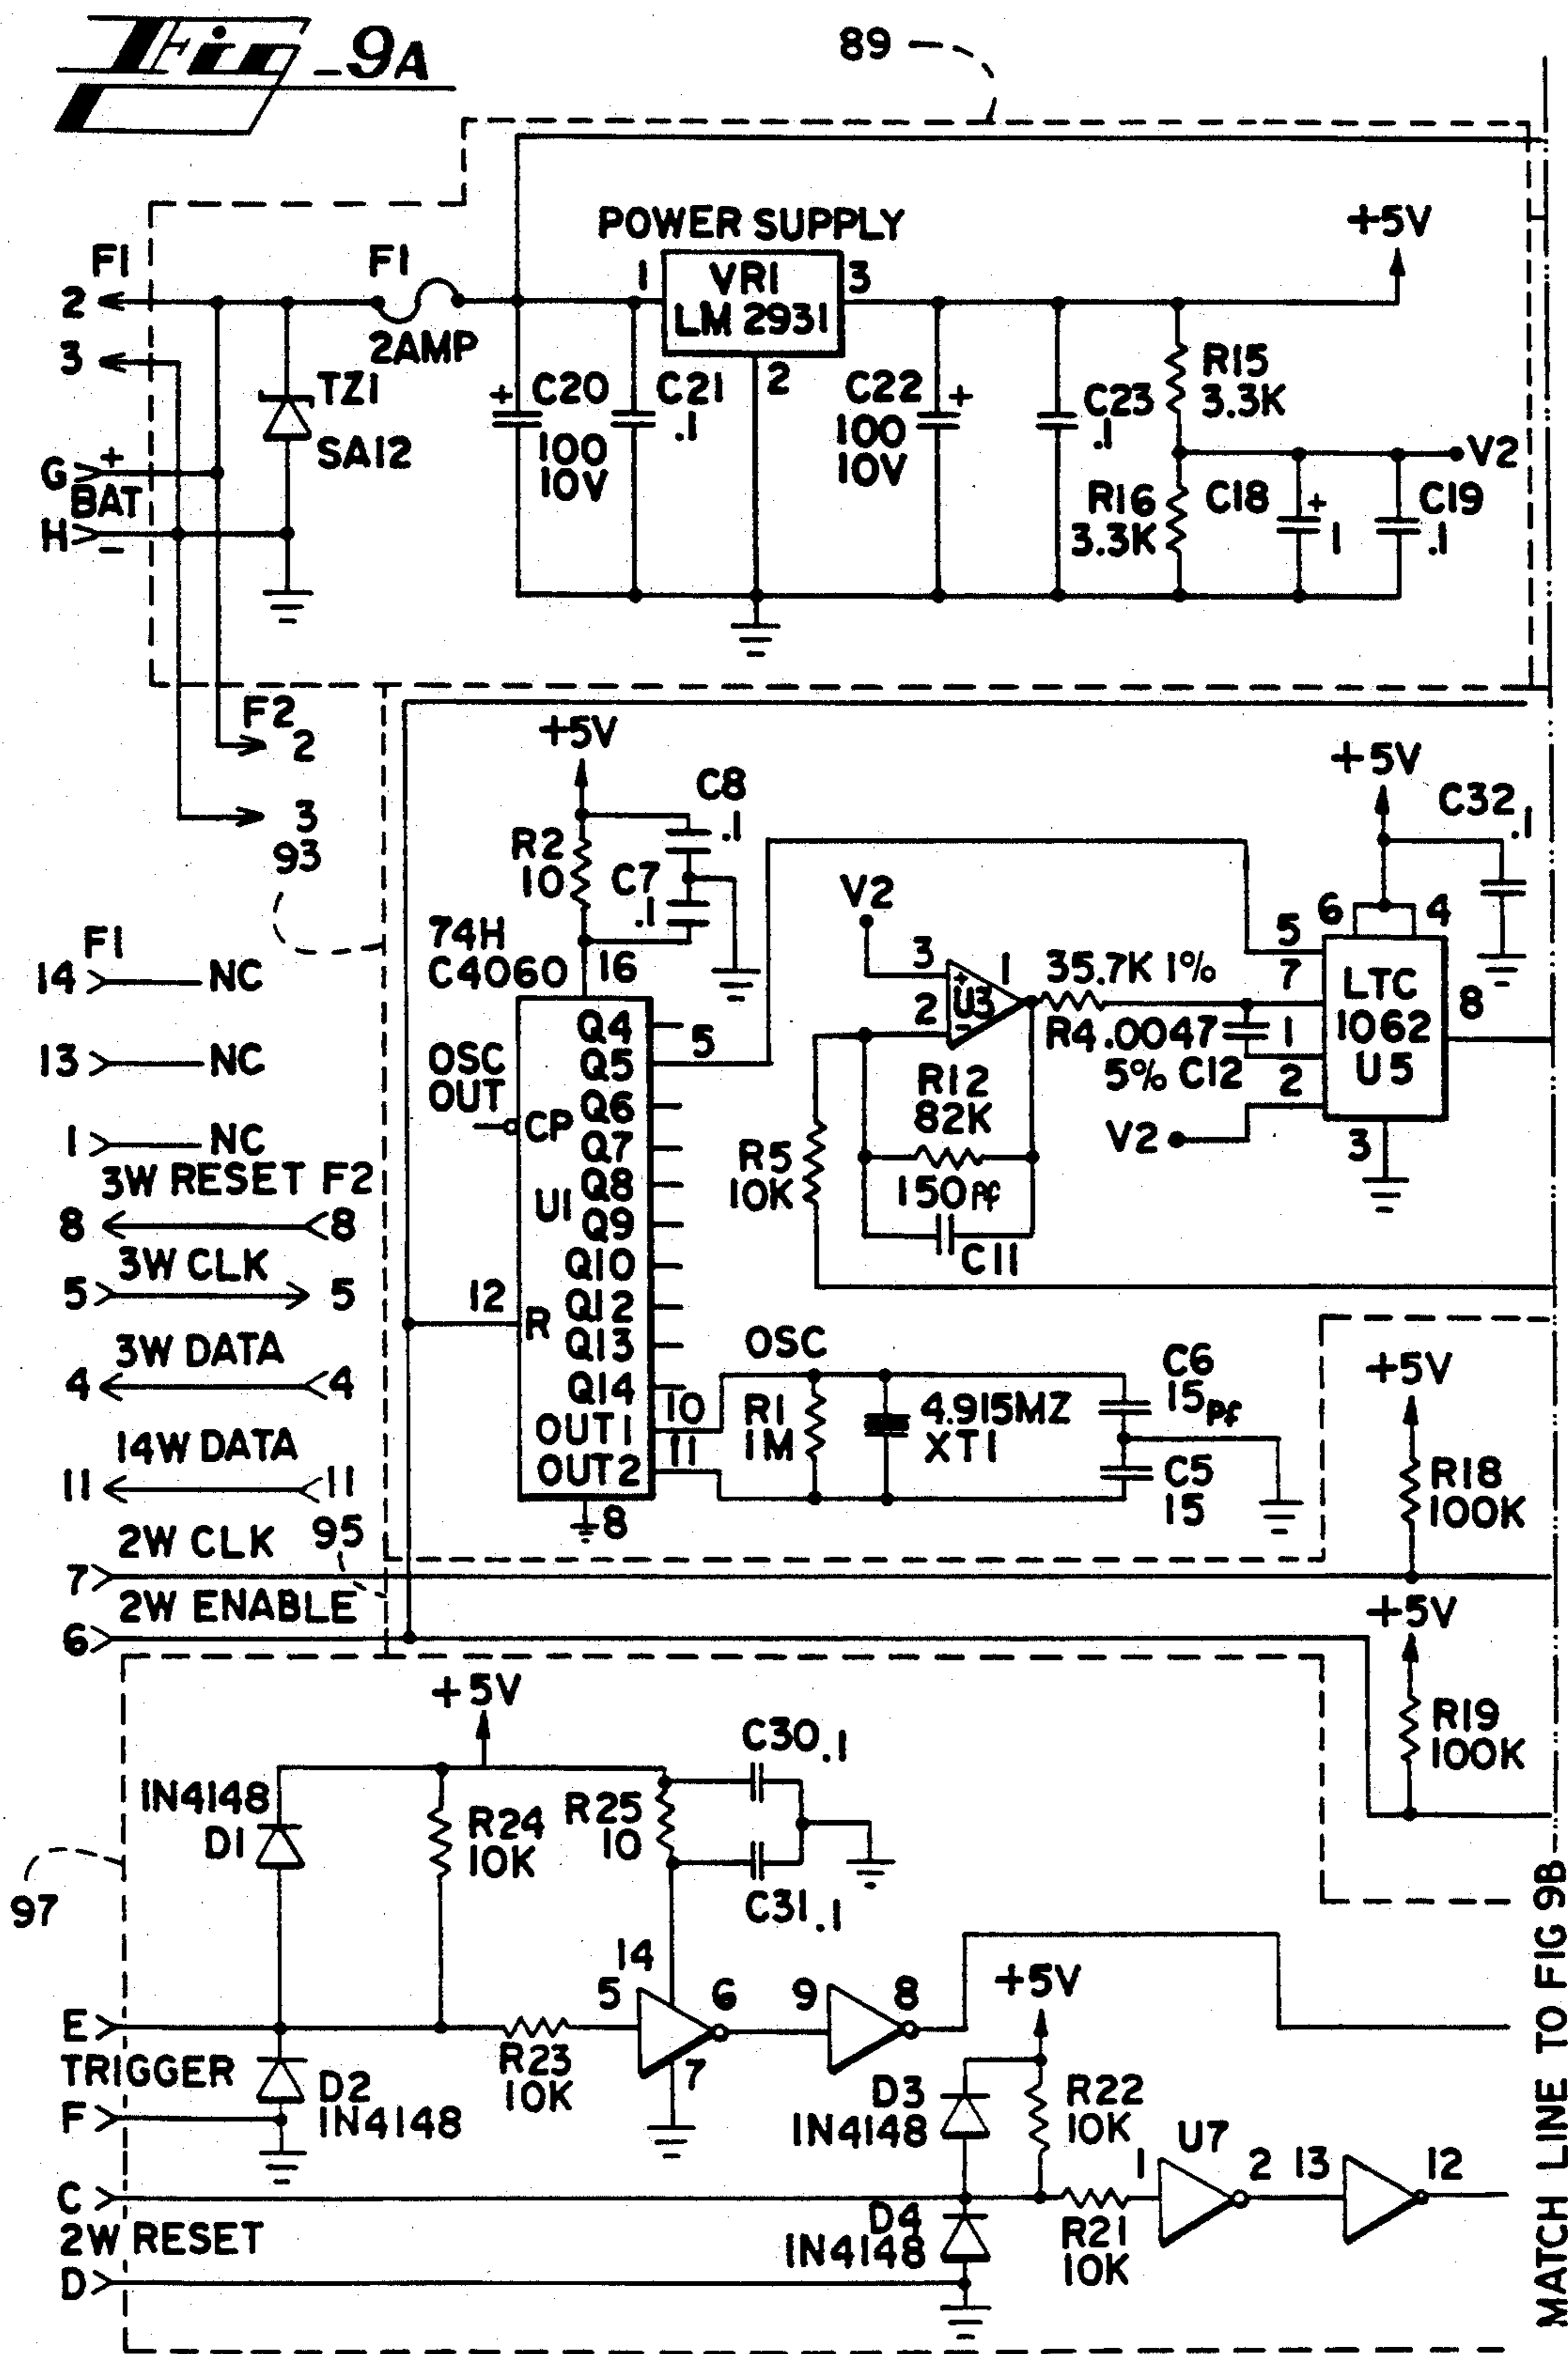 Fig-9A
89
POWER SUPPLY
+5V
F1
2
3
F1
2AMP
1
VR1
LM 2931
3
2
TZ1
SA12
+
C20
100
10V
C21
.1
C22
100
10V
+
C23
.1
R15
3.3K
R16
3.3K
V2
C18
+
1
C19
.1
G
+
BAT
H
-
F2
2
3
93
+5V
C8
.1
R2
10
C7
.1
74H
C4060
16
+5V
C32
.1
V2
3
+
1
U3
2
-
35.7K 1%
R4
.0047
5% C12
5
6
4
7
LTC
1062
U5
8
1
2
V2
3
R12
82K
150pf
C11
R5
10K
F1
14
NC
13
NC
1
NC
3W RESET F2
8
8
3W CLK
5
5
3W DATA
4
4
14W DATA
11
11
OSC
OUT
CP
U1
12
R
Q4
Q5
5
Q6
Q7
Q8
Q9
Q10
Q12
Q13
Q14
OUT1
10
OUT2
11
8
OSC
R1
1M
4.915MZ
XT1
C6
15pf
C5
15
+5V
R18
100K
95
2W CLK
7
2W ENABLE
6
+5V
R19
100K
97
+5V
1N4148
D1
R24
10K
R25
10
C30
.1
C31
.1
E
TRIGGER
F
D2
1N4148
R23
10K
14
5
6
7
9
8
+5V
D3
1N4148
R22
10K
C
2W RESET
D
D4
1N4148
R21
10K
U7
1
2
13
12
MATCH LINE TO FIG 9B